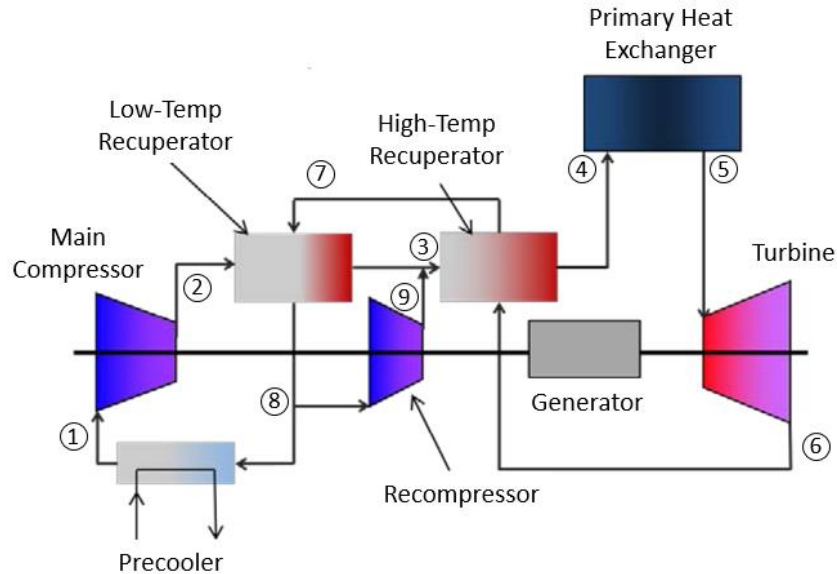 Primary Heat
Exchanger
Low-Temp
Recuperator
High-Temp
Recuperator
⑦
④
⑤
Main
Compressor
③
Turbine
②
⑨
Generator
⑧
①
⑥
Recompressor
Precooler